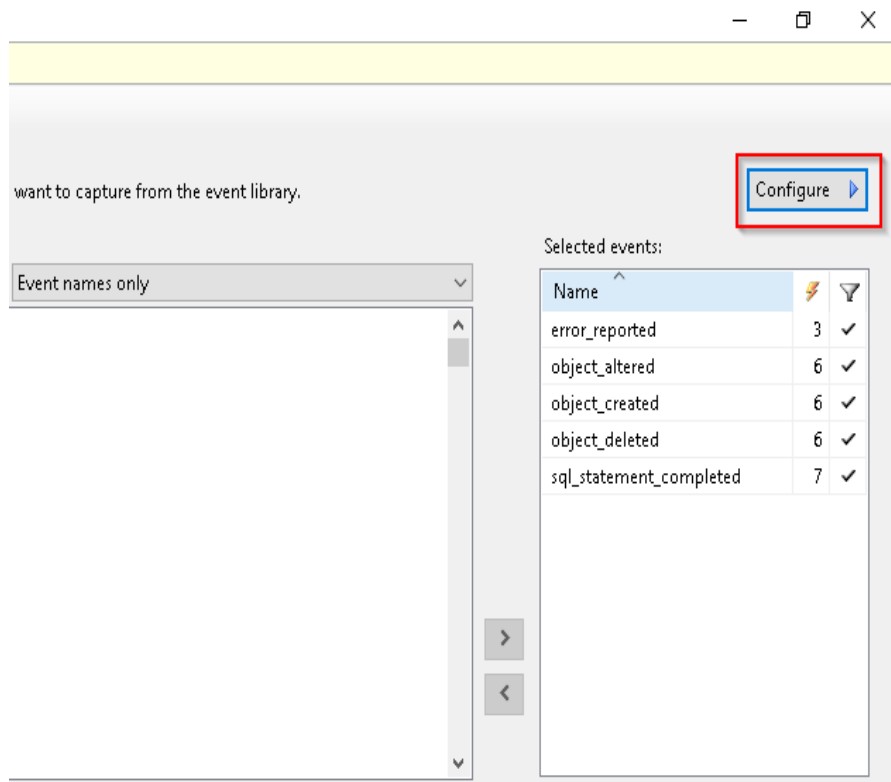 want to capture from the event library.
Configure
Selected events:
Event names only
Name
error_reported 3
object_altered 6
object_created 6
object_deleted 6
sql_statement_completed 7